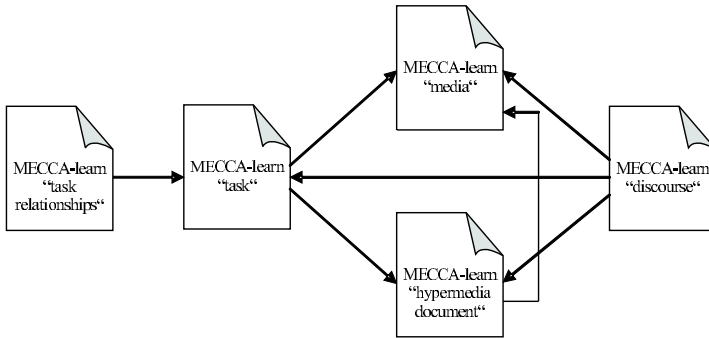 MECCA-learn
“media“
MECCA-learn
“task
relationships“
MECCA-learn
“task“
MECCA-learn
“discourse“
MECCA-learn
“hypermedia
document“